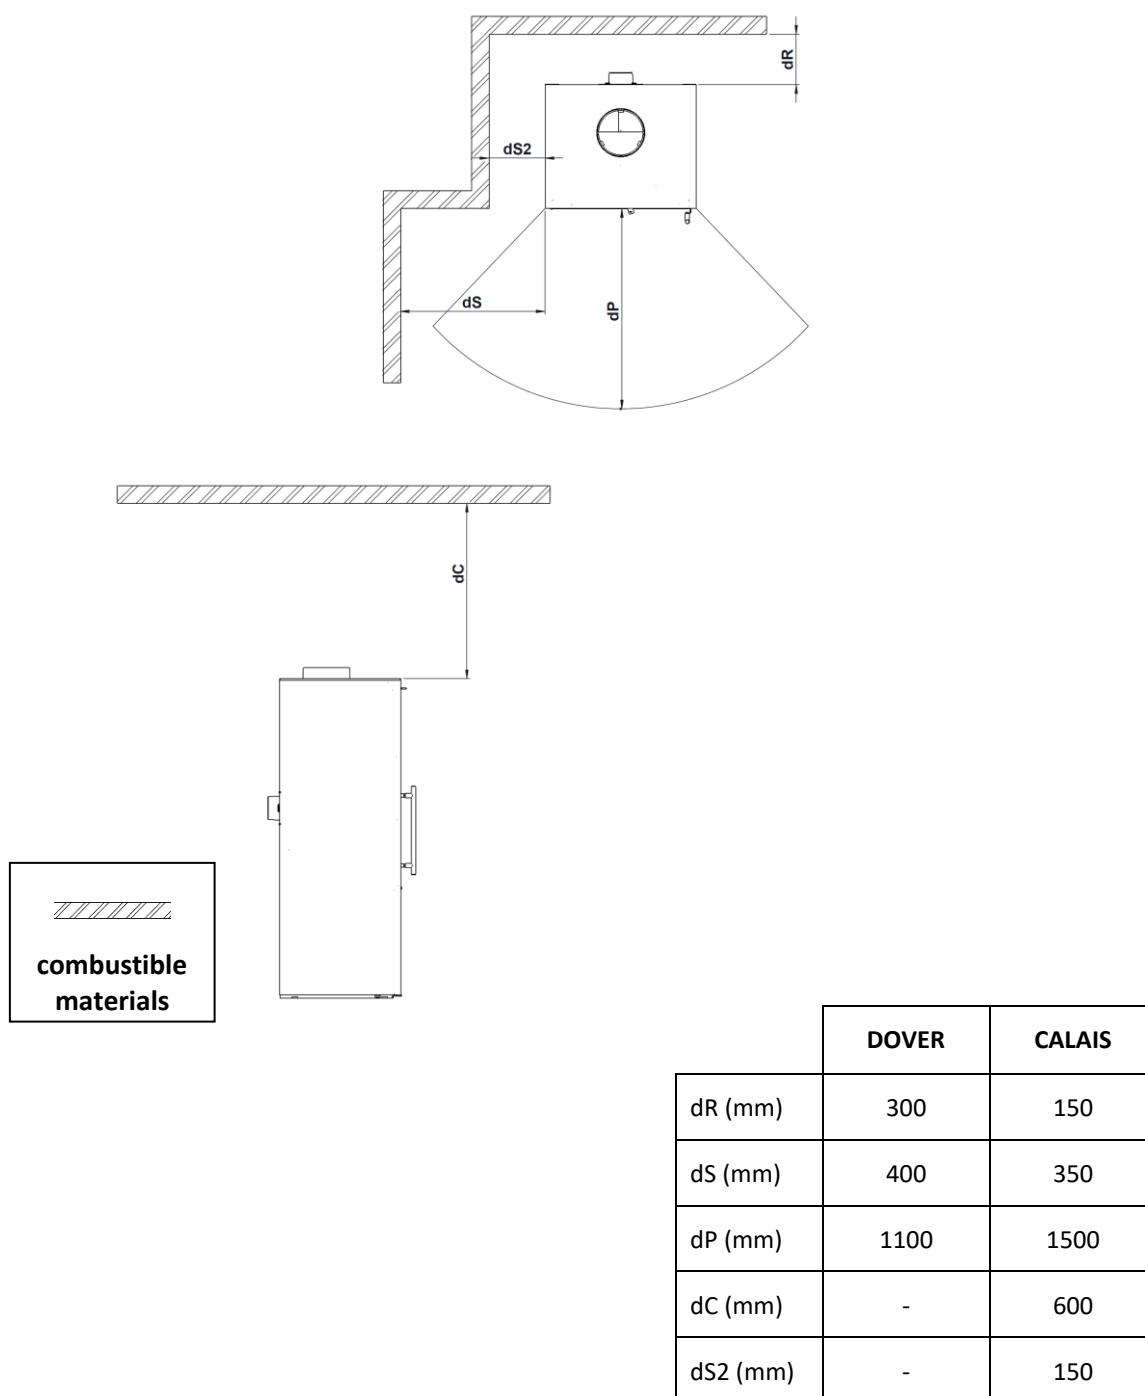 dR
dS2
dS
dP
dC
combustible
materials
DOVER CALAIS
dR (mm) 300 150
dS (mm) 400 350
dP (mm) 1100 1500
dC (mm) - 600
dS2 (mm) - 150